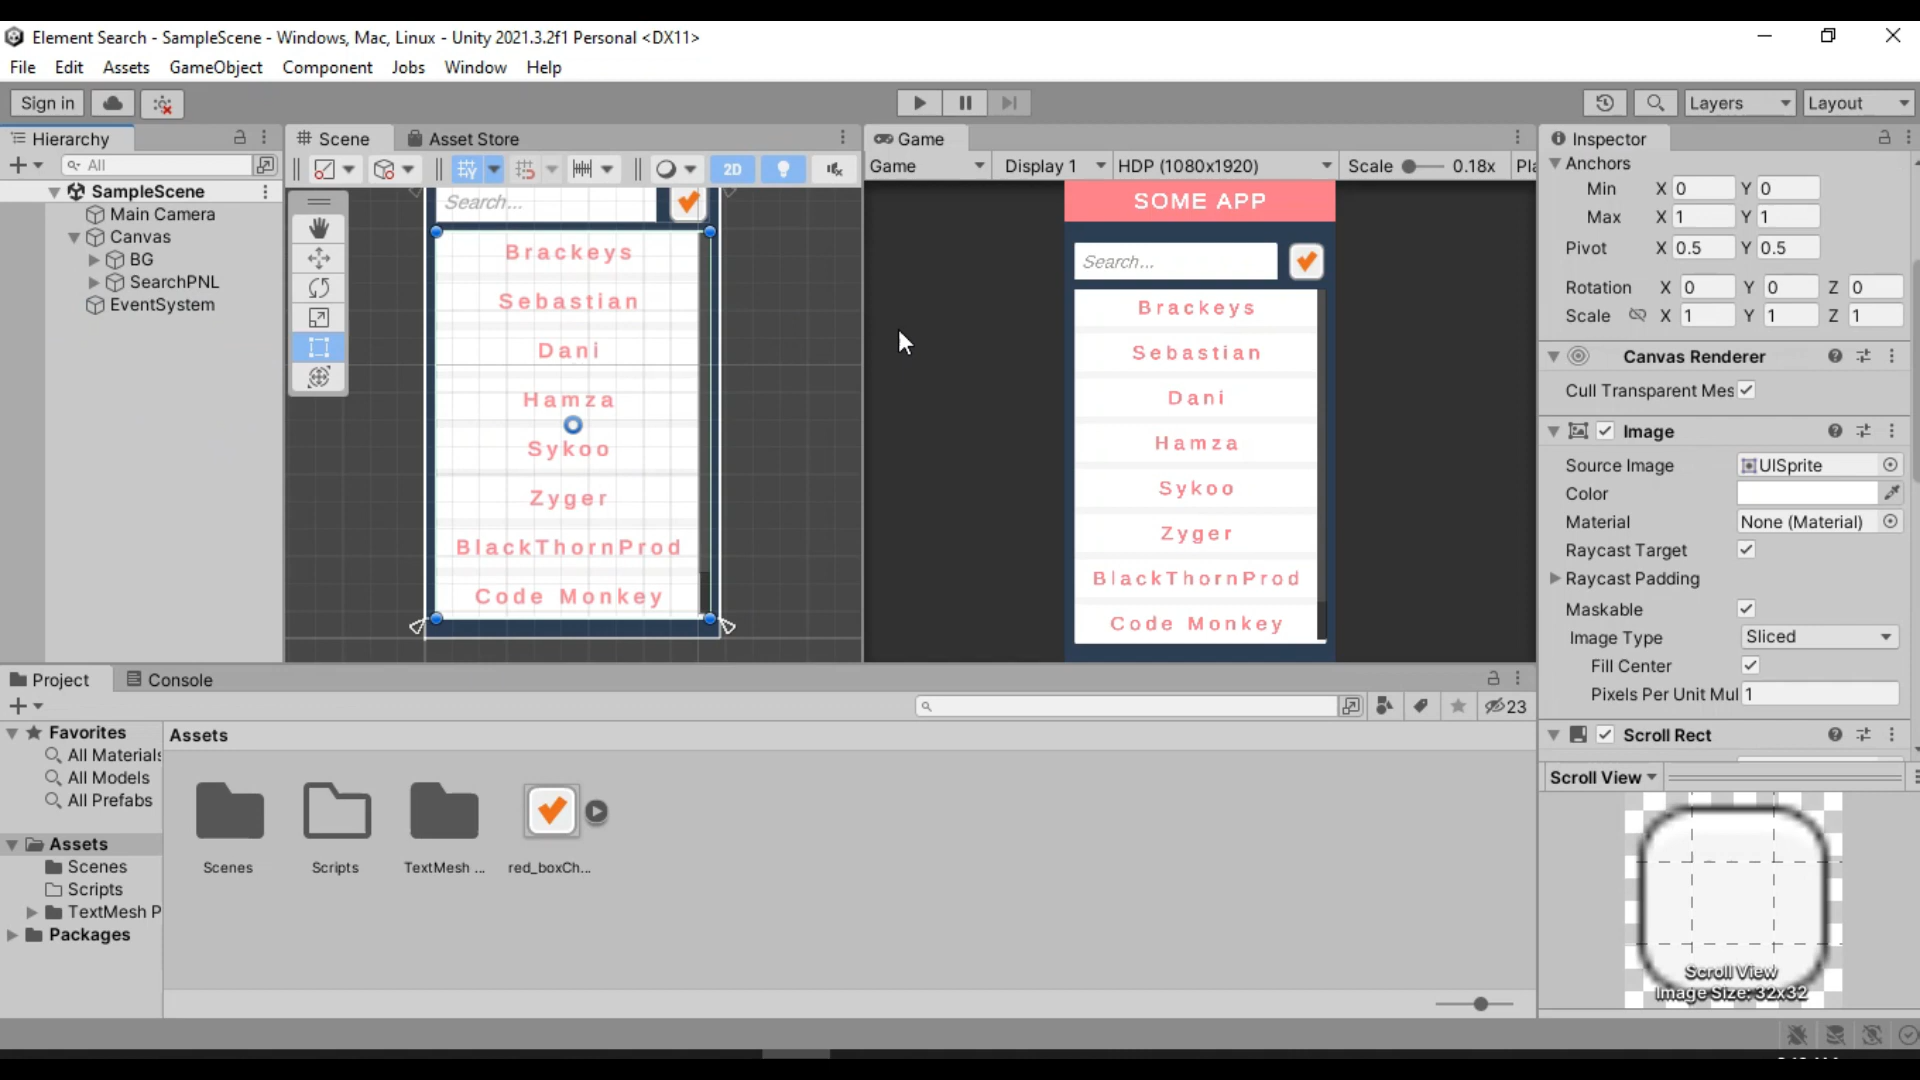 Element Search - SampleScene - Windows, Mac, Linux - Unity 2021.3.2f1 Personal <DX11>
File Edit Assets GameObject Component Jobs Window Help
Sign in
Layers
Layout
Hierarchy
All
SampleScene
Main Camera
Canvas
BG
SearchPNL
EventSystem
Scene
Asset Store
2D
Search...
Brackeys
Sebastian
Dani
Hamza
Sykoo
Zyger
BlackThornProd
Code Monkey
Game
Game
Display 1
HDP (1080x1920)
Scale
0.18x
SOME APP
Search...
Brackeys
Sebastian
Dani
Hamza
Sykoo
Zyger
BlackThornProd
Code Monkey
Inspector
Anchors
Min X 0 Y 0
Max X 1 Y 1
Pivot X 0.5 Y 0.5
Rotation X 0 Y 0 Z 0
Scale X 1 Y 1 Z 1
Canvas Renderer
Cull Transparent Mes
Image
Source Image UISprite
Color
Material None (Material)
Raycast Target
Raycast Padding
Maskable
Image Type Sliced
Fill Center
Pixels Per Unit Mul 1
Scroll Rect
Scroll View
Scroll View
Image Size: 32x32
Project
Console
23
Favorites
All Materials
All Models
All Prefabs
Assets
Scenes
Scripts
TextMesh P
Packages
Assets
Scenes
Scripts
TextMesh ...
red_boxCh...